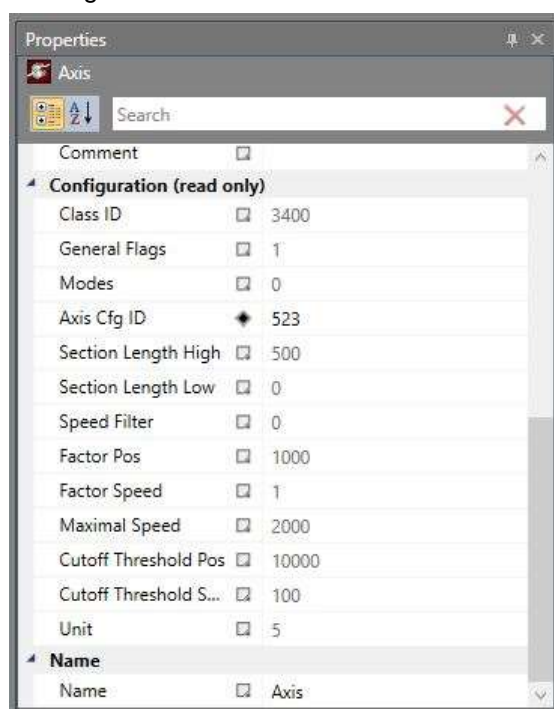 Properties
Axis
Search
Comment
Configuration (read only)
Class ID 3400
General Flags 1
Modes 0
Axis Cfg ID 523
Section Length High 500
Section Length Low 0
Speed Filter 0
Factor Pos 1000
Factor Speed 1
Maximal Speed 2000
Cutoff Threshold Pos 10000
Cutoff Threshold S... 100
Unit 5
Name
Name Axis